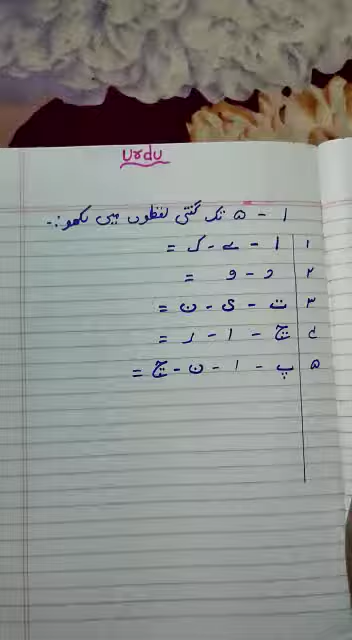 Urdu
۱ - ۵ تک گنتی لفظوں میں لکھو:-
۱ ا - ے - ک =
۲ د - و =
۳ ت - ی - ن =
۴ چ - ا - ر =
۵ پ - ا - ن - چ =